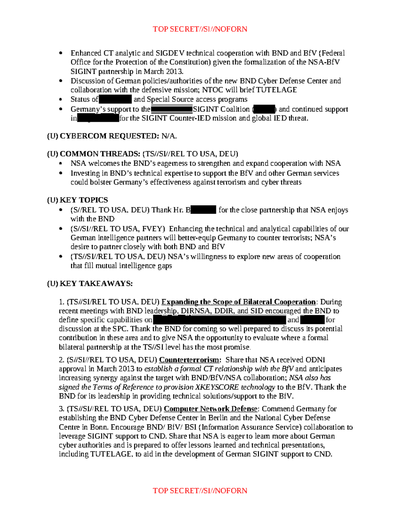 TOP SECRET//SI//NOFORN
• Enhanced CT analytic and SIGDEV technical cooperation with BND and BfV (Federal
Office for the Protection of the Constitution) given the formalization of the NSA-BfV
SIGINT partnership in March 2013.
• Discussion of German policies/authorities of the new BND Cyber Defense Center and
collaboration with the defensive mission; NTOC will brief TUTELAGE
• Status of and Special Source access programs
• Germany's support to the SIGINT Coalition ( ) and continued support
in for the SIGINT Counter-IED mission and global IED threat.
(U) CYBERCOM REQUESTED: N/A.
(U) COMMON THREADS: (TS//SI//REL TO USA, DEU)
• NSA welcomes the BND's eagerness to strengthen and expand cooperation with NSA
• Investing in BND's technical expertise to support the BfV and other German services
could bolster Germany's effectiveness against terrorism and cyber threats
(U) KEY TOPICS
• (S//REL TO USA, DEU) Thank Hr. B for the close partnership that NSA enjoys
with the BND
• (S//SI//REL TO USA, FVEY) Enhancing the technical and analytical capabilities of our
German intelligence partners will better-equip Germany to counter terrorists; NSA's
desire to partner closely with both BND and BfV
• (TS//SI//REL TO USA, DEU) NSA's willingness to explore new areas of cooperation
that fill mutual intelligence gaps
(U) KEY TAKEAWAYS:
1. (TS//SI/REL TO USA, DEU) Expanding the Scope of Bilateral Cooperation: During
recent meetings with BND leadership, DIRNSA, DDIR, and SID encouraged the BND to
define specific capabilities on and for
discussion at the SPC. Thank the BND for coming so well prepared to discuss its potential
contribution in these areas and to give NSA the opportunity to evaluate where a formal
bilateral partnership at the TS//SI level has the most promise.
2. (S//SI//REL TO USA, DEU) Counterterrorism: Share that NSA received ODNI
approval in March 2013 to establish a formal CT relationship with the BfV and anticipates
increasing synergy against the target with BND/BfV/NSA collaboration; NSA also has
signed the Terms of Reference to provision XKEYSCORE technology to the BfV. Thank the
BND for its leadership in providing technical solutions/support to the BfV.
3. (TS//SI// REL TO USA, DEU) Computer Network Defense: Commend Germany for
establishing the BND Cyber Defense Center in Berlin and the National Cyber Defense
Centre in Bonn. Encourage BND/ BfV/ BSI (Information Assurance Service) collaboration to
leverage SIGINT support to CND. Share that NSA is eager to learn more about German
cyber authorities and is prepared to offer lessons learned and technical presentations,
including TUTELAGE, to aid in the development of German SIGINT support to CND.
TOP SECRET//SI//NOFORN